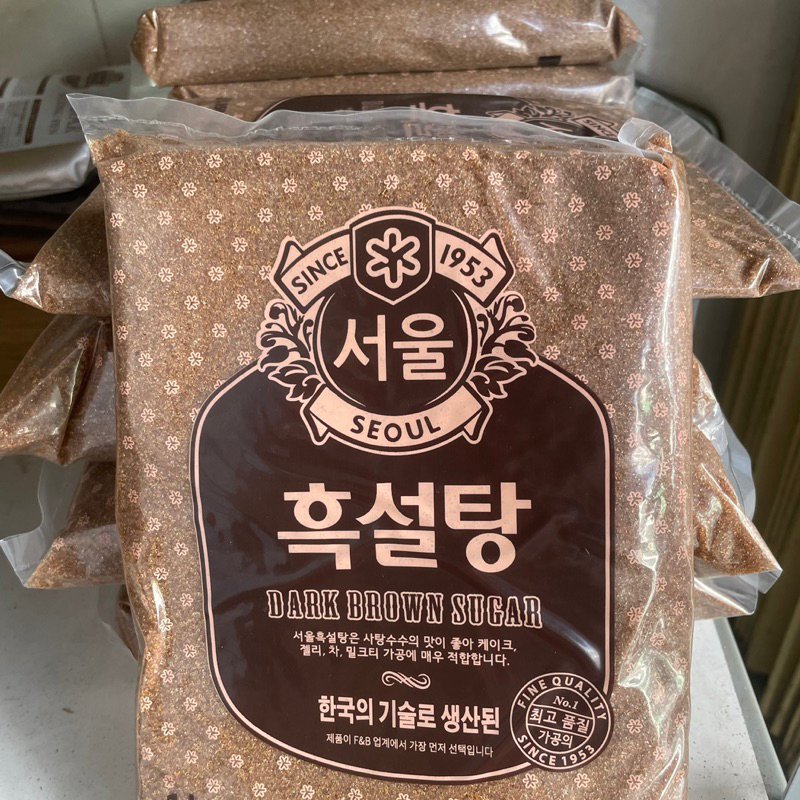 SINCE 1953
서울
SEOUL
흑설탕
DARK BROWN SUGAR
서울흑설탕은 사탕수수의 맛이 좋아 케이크,
젤리, 차, 밀크티 가공에 매우 적합합니다.
한국의 기술로 생산된
제품이 F&B 업계에서 가장 먼저 선택입니다
FINE QUALITY
No.1
최고 품질
가공의
SINCE 1953